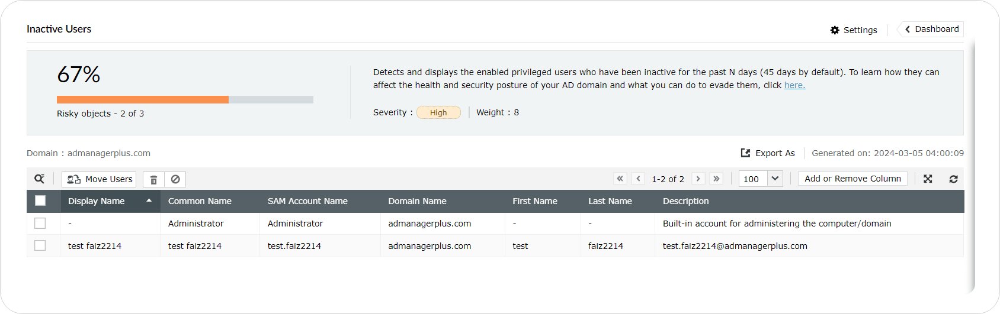 Inactive Users
Settings
Dashboard
67%
Risky objects - 2 of 3
Detects and displays the enabled privileged users who have been inactive for the past N days (45 days by default). To learn how they can
affect the health and security posture of your AD domain and what you can do to evade them, click here.
Severity : High Weight : 8
Domain : admanagerplus.com
Export As Generated on: 2024-03-05 04:00:09
Move Users 1-2 of 2 100 Add or Remove Column
Display Name Common Name SAM Account Name Domain Name First Name Last Name Description
- Administrator Administrator admanagerplus.com - - Built-in account for administering the computer/domain
test faiz2214 test faiz2214 test.faiz2214 admanagerplus.com test faiz2214 test.faiz2214@admanagerplus.com